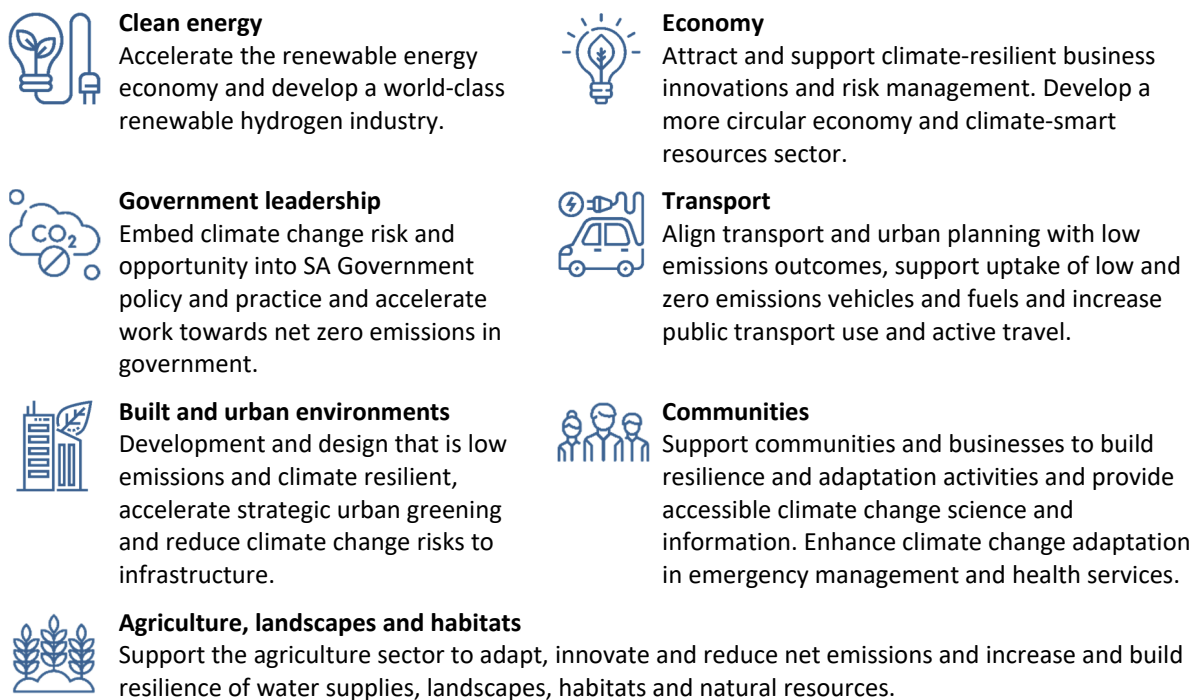 Clean energy
Accelerate the renewable energy
economy and develop a world-class
renewable hydrogen industry.
Economy
Attract and support climate-resilient business
innovations and risk management. Develop a
more circular economy and climate-smart
resources sector.
CO2
Government leadership
Embed climate change risk and
opportunity into SA Government
policy and practice and accelerate
work towards net zero emissions in
government.
Transport
Align transport and urban planning with low
emissions outcomes, support uptake of low and
zero emissions vehicles and fuels and increase
public transport use and active travel.
Built and urban environments
Development and design that is low
emissions and climate resilient,
accelerate strategic urban greening
and reduce climate change risks to
infrastructure.
Communities
Support communities and businesses to build
resilience and adaptation activities and provide
accessible climate change science and
information. Enhance climate change adaptation
in emergency management and health services.
Agriculture, landscapes and habitats
Support the agriculture sector to adapt, innovate and reduce net emissions and increase and build
resilience of water supplies, landscapes, habitats and natural resources.